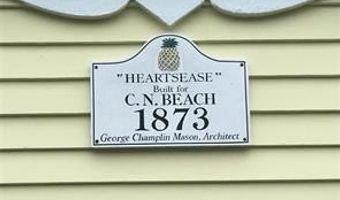 "HEARTSEASE"
Built for
C.N. BEACH
1873
George Champlin Mason, Architect